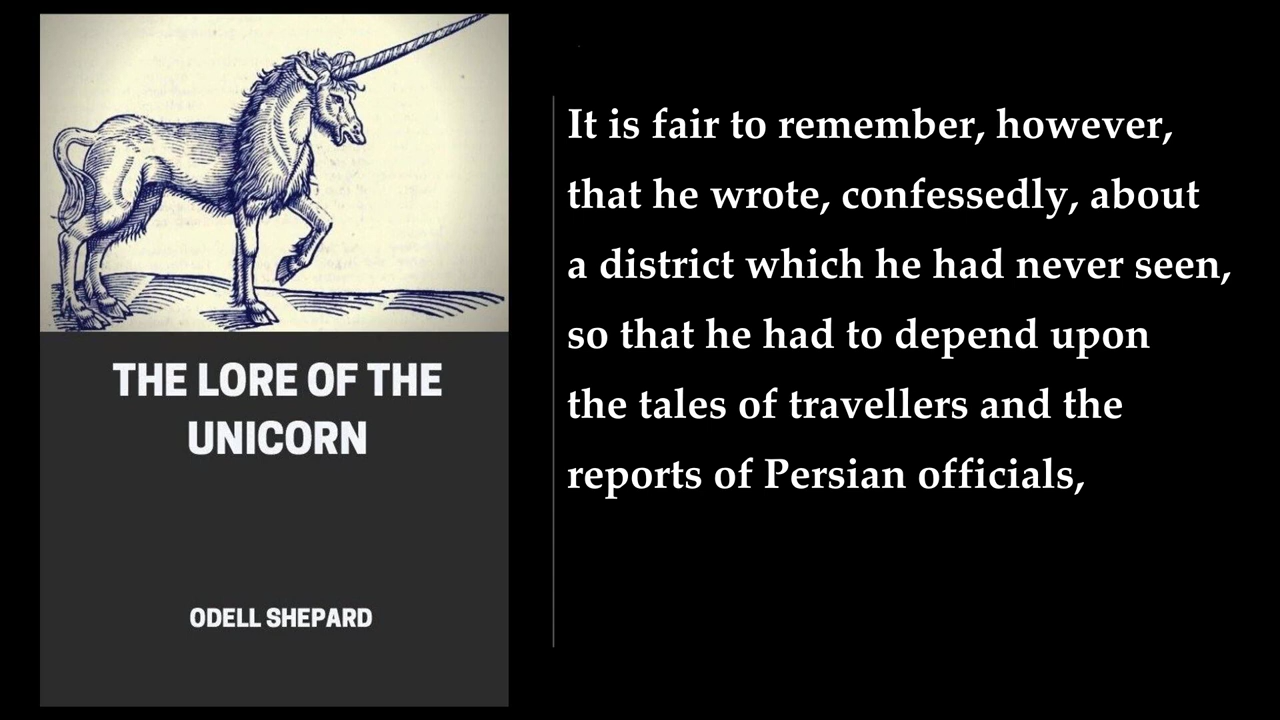 THE LORE OF THE
UNICORN
ODELL SHEPARD
It is fair to remember, however,
that he wrote, confessedly, about
a district which he had never seen,
so that he had to depend upon
the tales of travellers and the
reports of Persian officials,